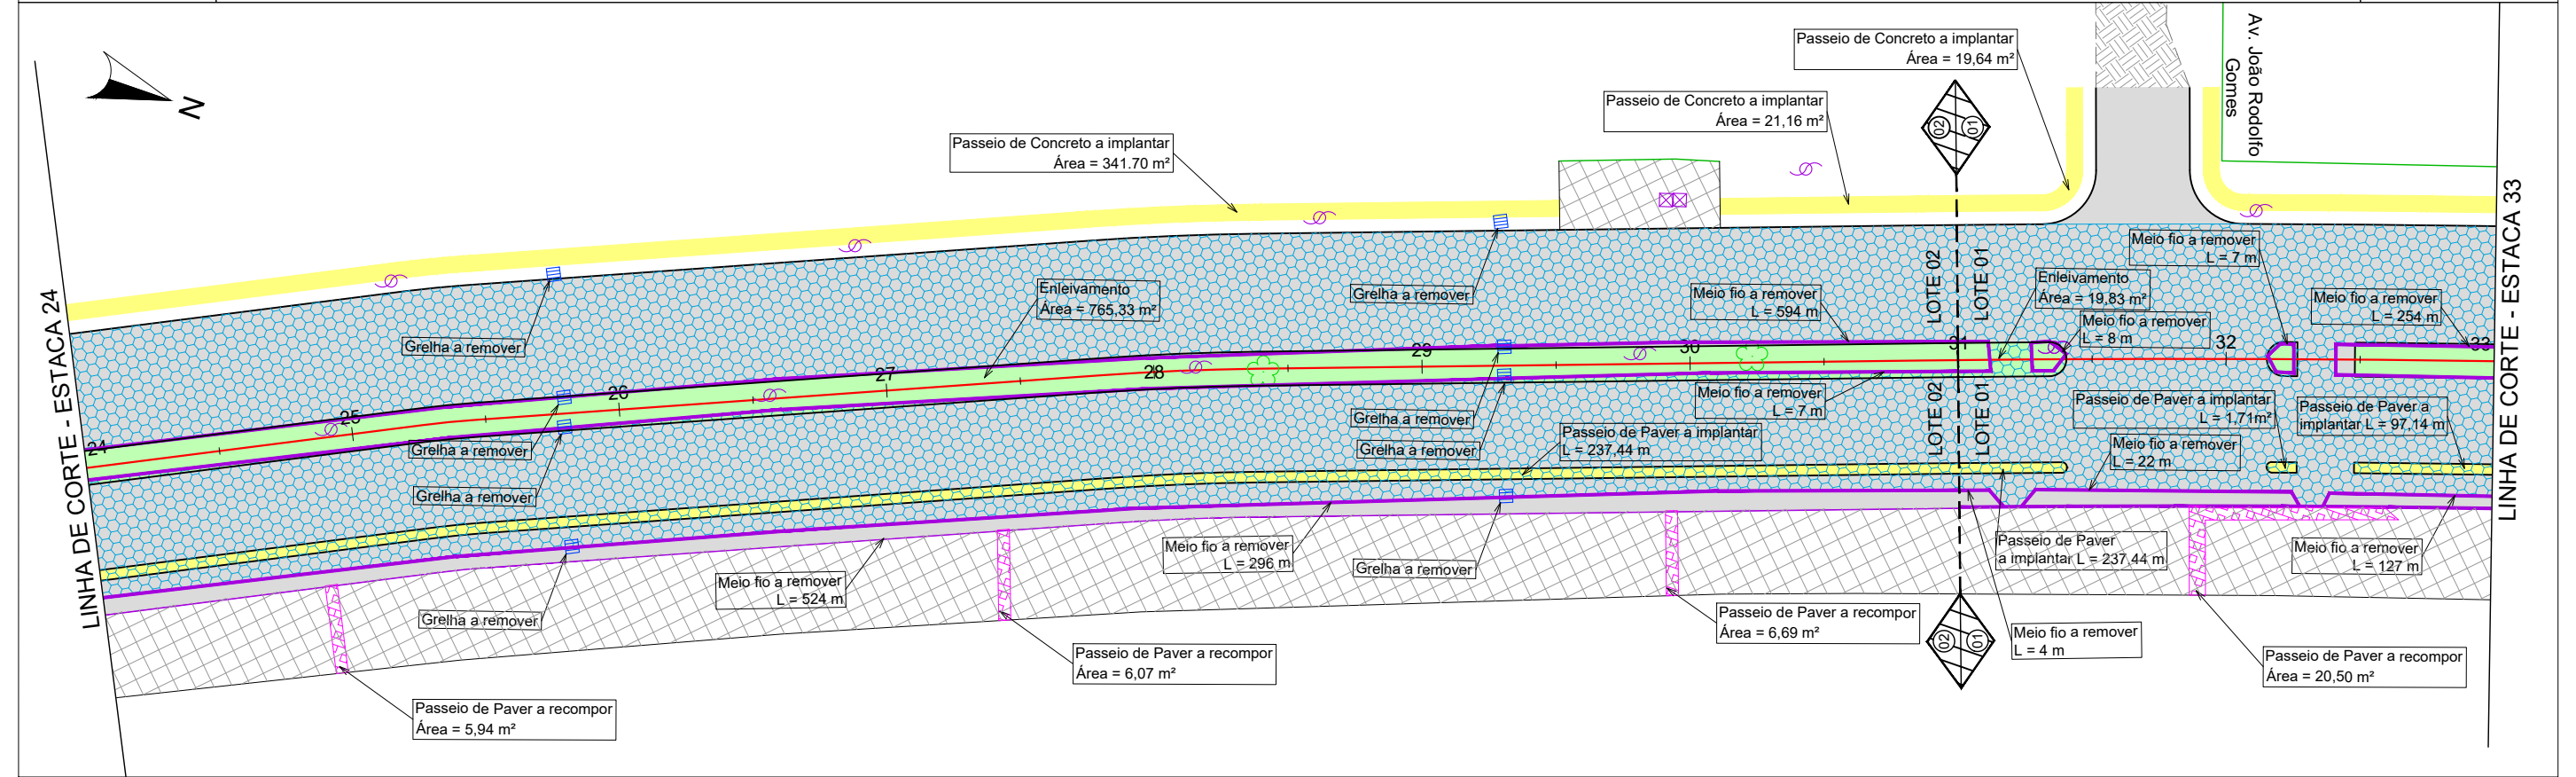 Av. João Rodolfo
Gomes
Passeio de Concreto a implantar
Área = 19,64 m²
Passeio de Concreto a implantar
Área = 21,16 m²
Passeio de Concreto a implantar
Área = 341.70 m²
N
02
01
LINHA DE CORTE - ESTACA 24
LINHA DE CORTE - ESTACA 33
LOTE 02
LOTE 01
Meio fio a remover
L = 7 m
Enleivamento
Área = 19,83 m²
Enleivamento
Área = 765,33 m²
Grelha a remover
Meio fio a remover
L = 594 m
Meio fio a remover
L = 254 m
Meio fio a remover
L = 8 m
Grelha a remover
24
25
26
27
28
29
30
31
32
33
Meio fio a remover
L = 7 m
Passeio de Paver a implantar
L = 1,71m²
Passeio de Paver a
implantar L = 97,14 m
Grelha a remover
Grelha a remover
Grelha a remover
Passeio de Paver a implantar
L = 237,44 m
LOTE 02
LOTE 01
Meio fio a remover
L = 22 m
Grelha a remover
Meio fio a remover
L = 296 m
Grelha a remover
Passeio de Paver
a implantar L = 237,44 m
Meio fio a remover
L = 127 m
Meio fio a remover
L = 524 m
Grelha a remover
Passeio de Paver a recompor
Área = 6,69 m²
02
01
Meio fio a remover
L = 4 m
Passeio de Paver a recompor
Área = 6,07 m²
Passeio de Paver a recompor
Área = 20,50 m²
Passeio de Paver a recompor
Área = 5,94 m²